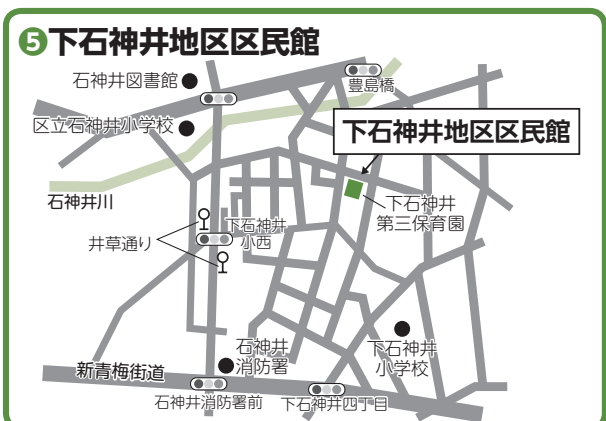 ❺下石神井地区区民館
石神井図書館
豊島橋
区立石神井小学校
下石神井地区区民館
石神井川
下石神井
第三保育園
下石神井
小西
井草通り
石神井
消防署
下石神井
小学校
新青梅街道
石神井消防署前
下石神井四丁目